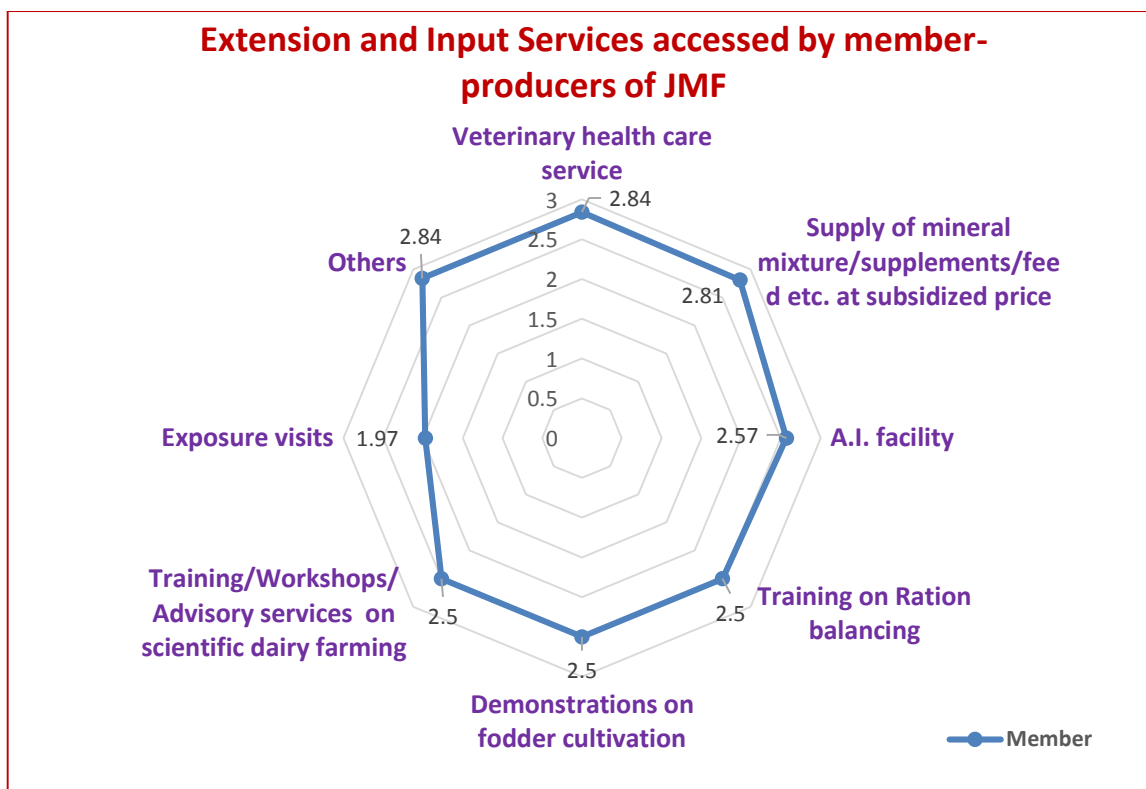 Extension and Input Services accessed by member-
producers of JMF
Veterinary health care
service
2.84
Supply of mineral
mixture/supplements/fee
d etc. at subsidized price
2.81
A.I. facility
2.57
Training on Ration
balancing
2.5
Demonstrations on
fodder cultivation
2.5
Training/Workshops/
Advisory services on
scientific dairy farming
2.5
Exposure visits
1.97
Others
2.84
3
2.5
2
1.5
1
0.5
0
Member